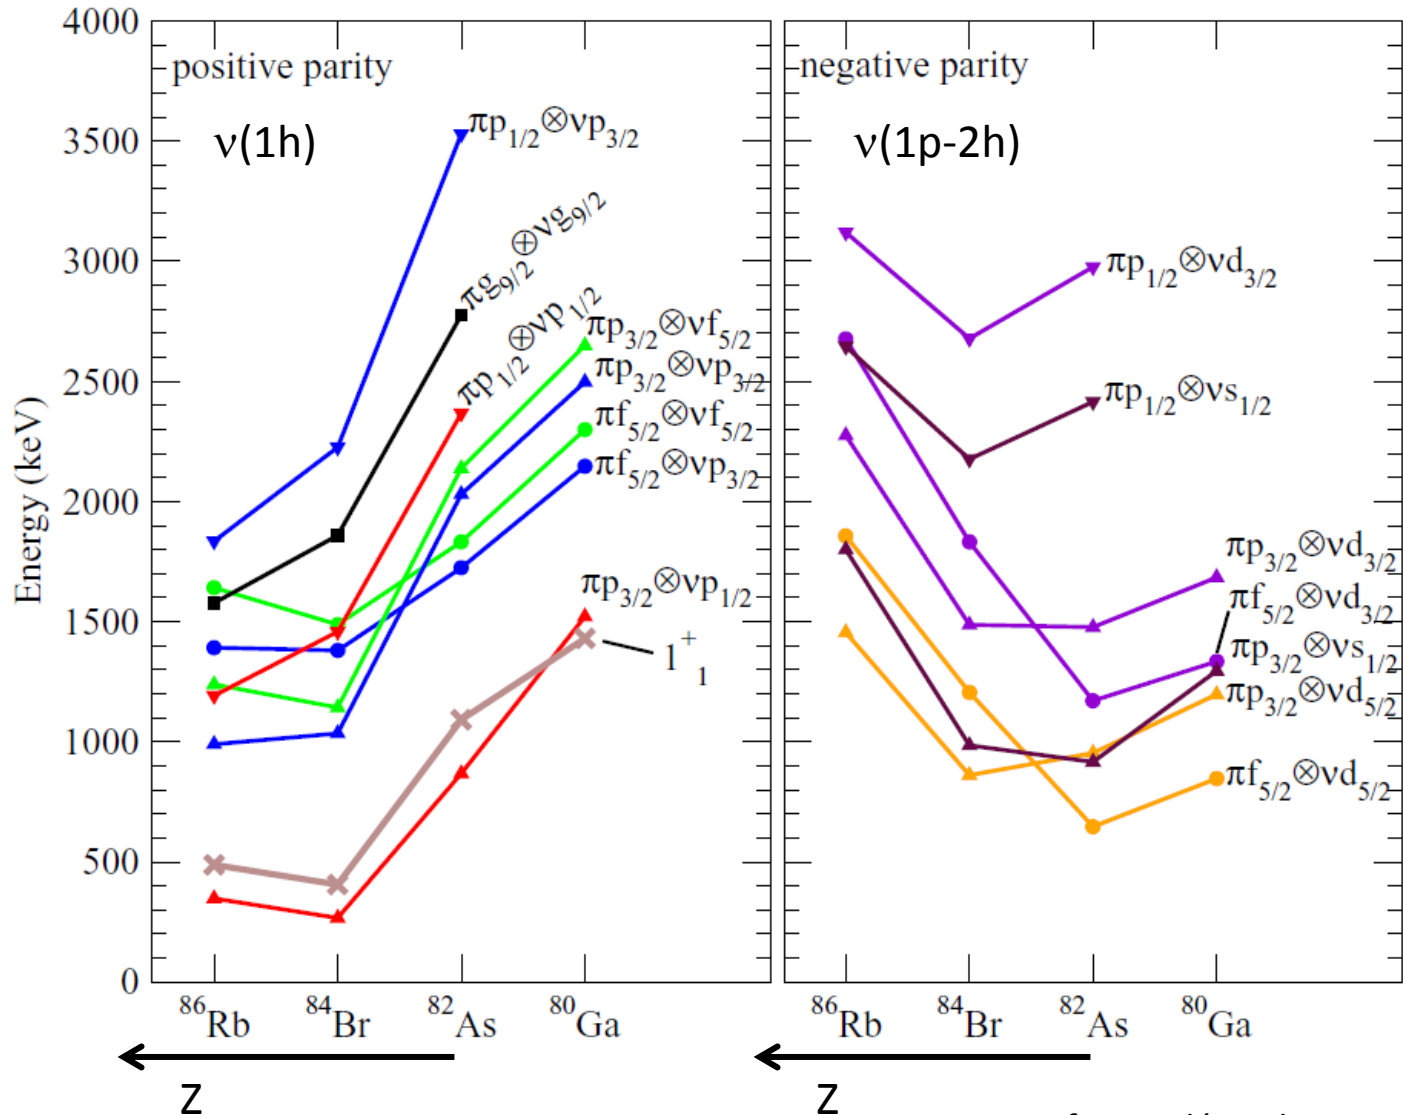 4000
3500
3000
2500
2000
1500
1000
500
0
Energy (keV)
positive parity
ν(1h)
πp1/2⊗νp3/2
πg9/2⊕νg9/2
πp1/2⊕νp1/2
πp3/2⊗νf5/2
πp3/2⊗νp3/2
πf5/2⊗νf5/2
πf5/2⊗νp3/2
πp3/2⊗νp1/2
1+1
86Rb 84Br 82As 80Ga
Z
negative parity
ν(1p-2h)
πp1/2⊗νd3/2
πp1/2⊗νs1/2
πp3/2⊗νd3/2
πf5/2⊗νd3/2
πp3/2⊗νs1/2
πp3/2⊗νd5/2
πf5/2⊗νd5/2
86Rb 84Br 82As 80Ga
Z